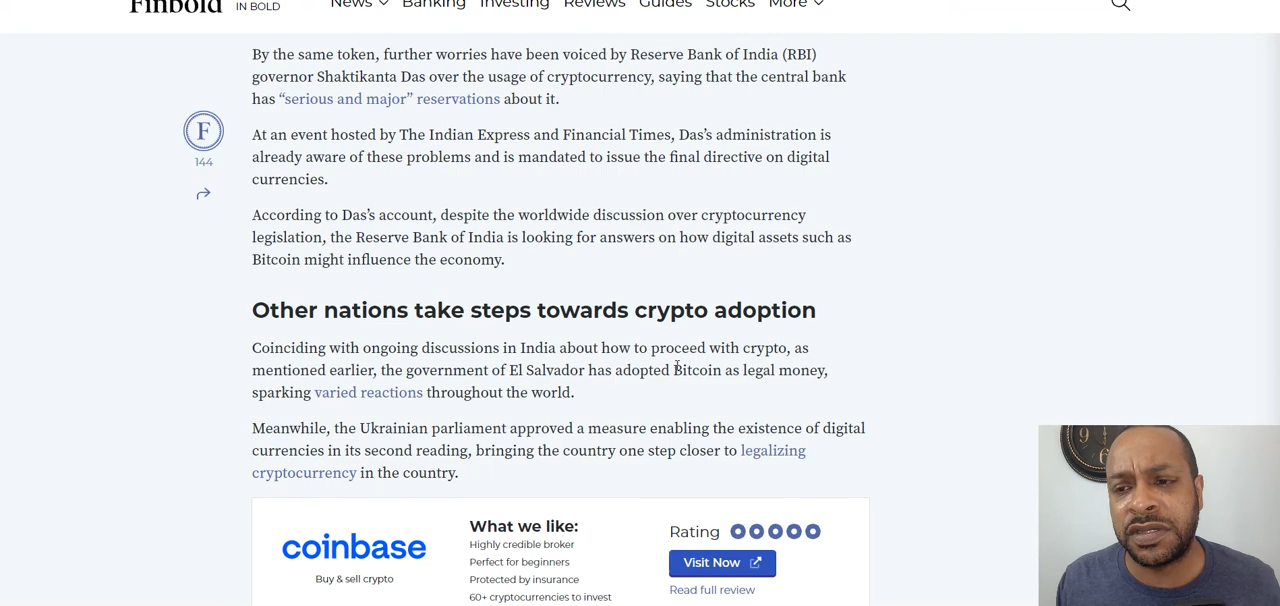 Finbold IN BOLD News Banking Investing Reviews Guides Stocks More
By the same token, further worries have been voiced by Reserve Bank of India (RBI)
governor Shaktikanta Das over the usage of cryptocurrency, saying that the central bank
has “serious and major” reservations about it.
F
144
At an event hosted by The Indian Express and Financial Times, Das’s administration is
already aware of these problems and is mandated to issue the final directive on digital
currencies.
According to Das’s account, despite the worldwide discussion over cryptocurrency
legislation, the Reserve Bank of India is looking for answers on how digital assets such as
Bitcoin might influence the economy.
Other nations take steps towards crypto adoption
Coinciding with ongoing discussions in India about how to proceed with crypto, as
mentioned earlier, the government of El Salvador has adopted Bitcoin as legal money,
sparking varied reactions throughout the world.
Meanwhile, the Ukrainian parliament approved a measure enabling the existence of digital
currencies in its second reading, bringing the country one step closer to legalizing
cryptocurrency in the country.
coinbase
Buy & sell crypto
What we like:
Highly credible broker
Perfect for beginners
Protected by insurance
60+ cryptocurrencies to invest
Rating
Visit Now
Read full review